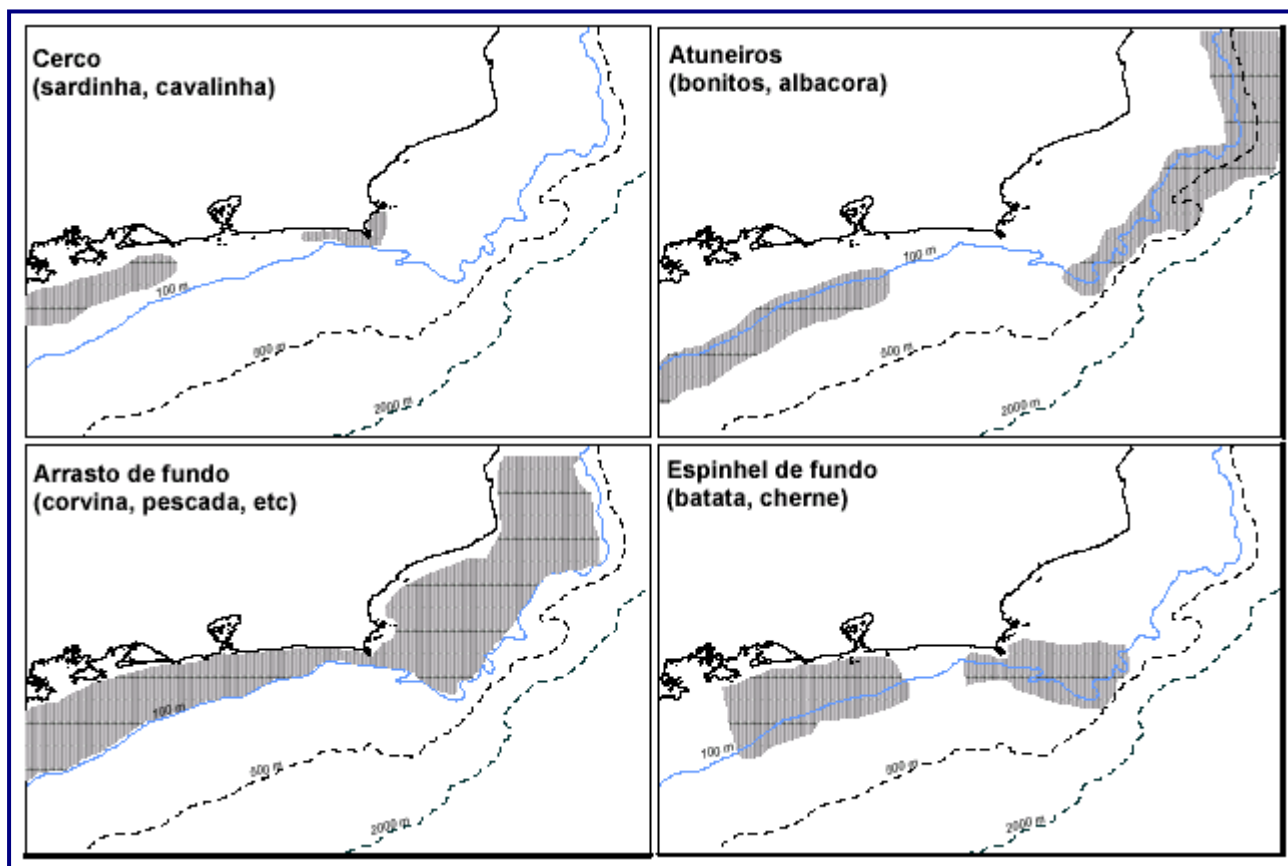 Cerco
(sardinha, cavalinha)
100 m
500 m
2000 m
Atuneiros
(bonitos, albacora)
100 m
500 m
2000 m
Arrasto de fundo
(corvina, pescada, etc)
100 m
500 m
2000 m
Espinhel de fundo
(batata, cherne)
100 m
500 m
2000 m